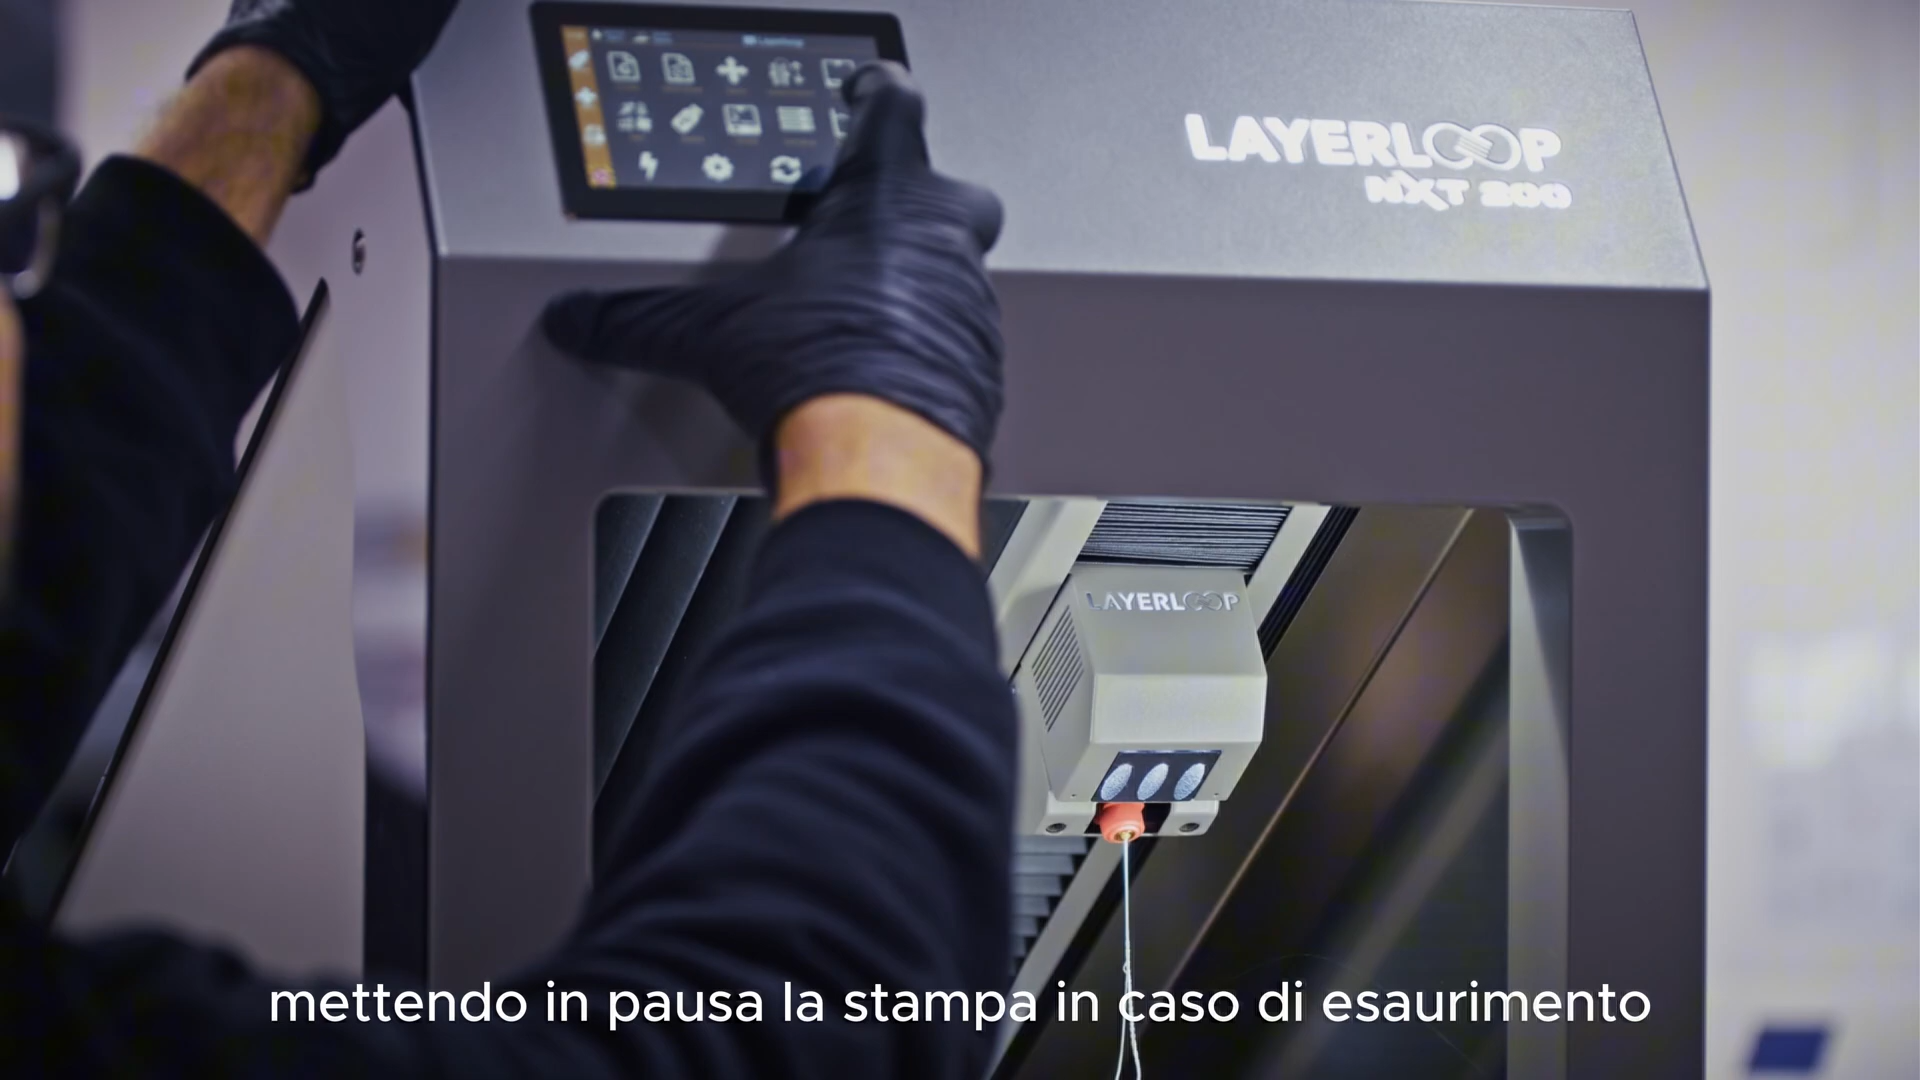 LAYERLOOP
NXT 200
LAYERLOOP
mettendo in pausa la stampa in caso di esaurimento